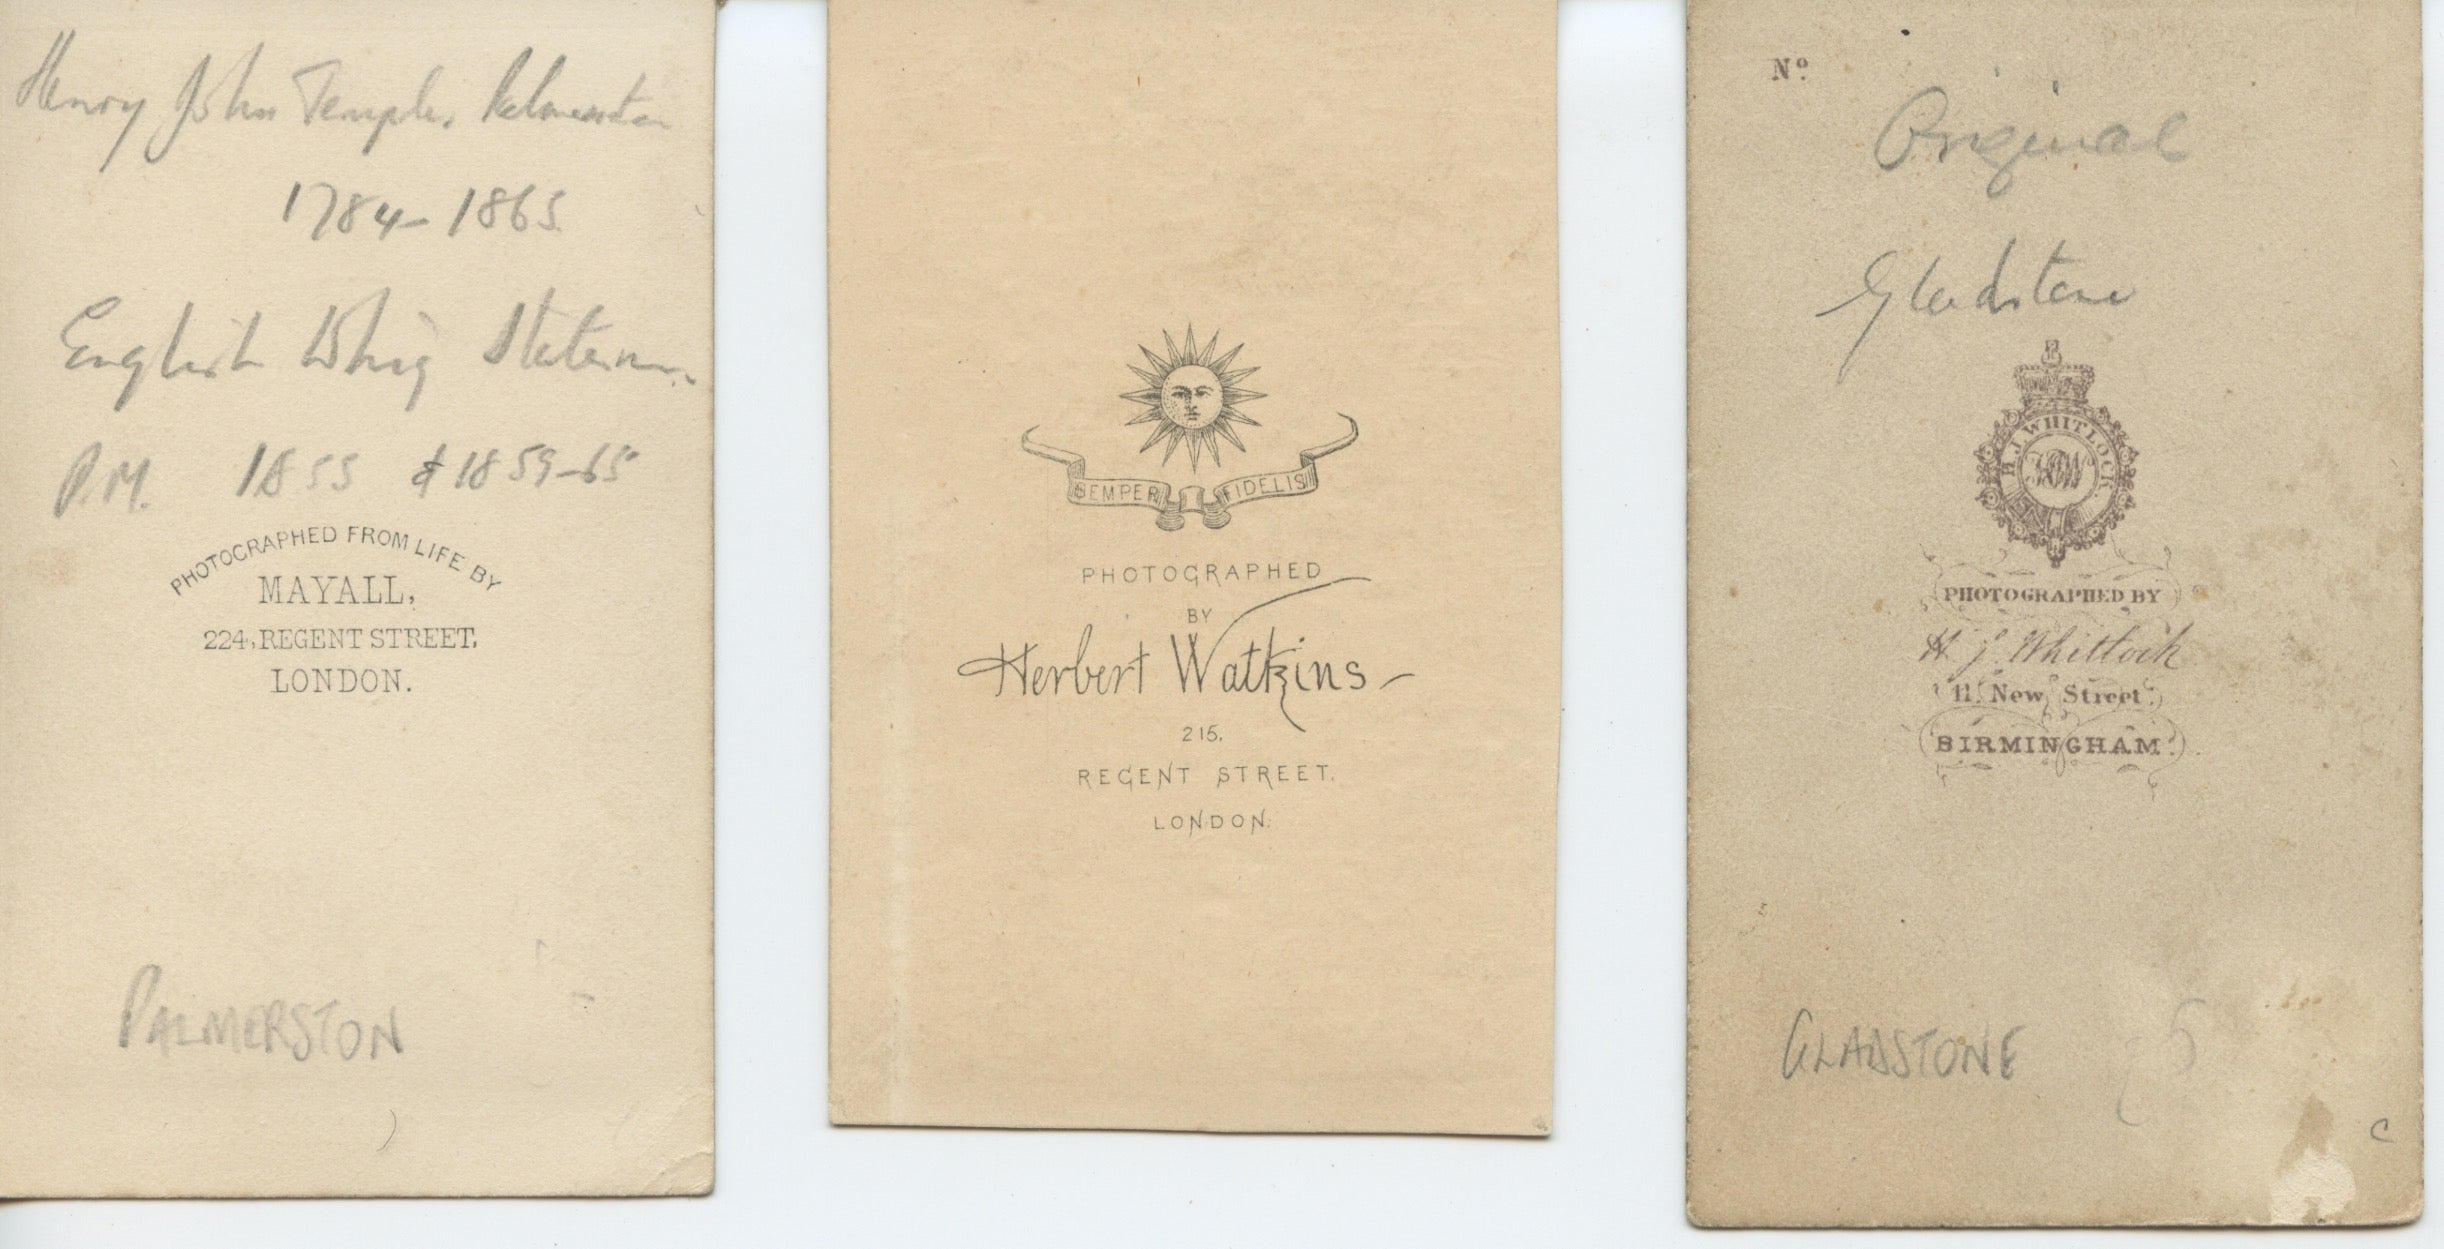 Henry John Temple, Palmerston
1784-1865
English Whig Statesman.
P.M. 1855 & 1859-65
PHOTOGRAPHED FROM LIFE BY
MAYALL,
224, REGENT STREET,
LONDON.
PALMERSTON
SEMPER FIDELIS
PHOTOGRAPHED
BY
Herbert Watkins
215,
REGENT STREET.
LONDON.
No.
Original
Gladstone
H. J. WHITLOCK.
HJW
PHOTOGRAPHED BY
H J Whitlock
11, New Street,
BIRMINGHAM.
GLADSTONE
5
C